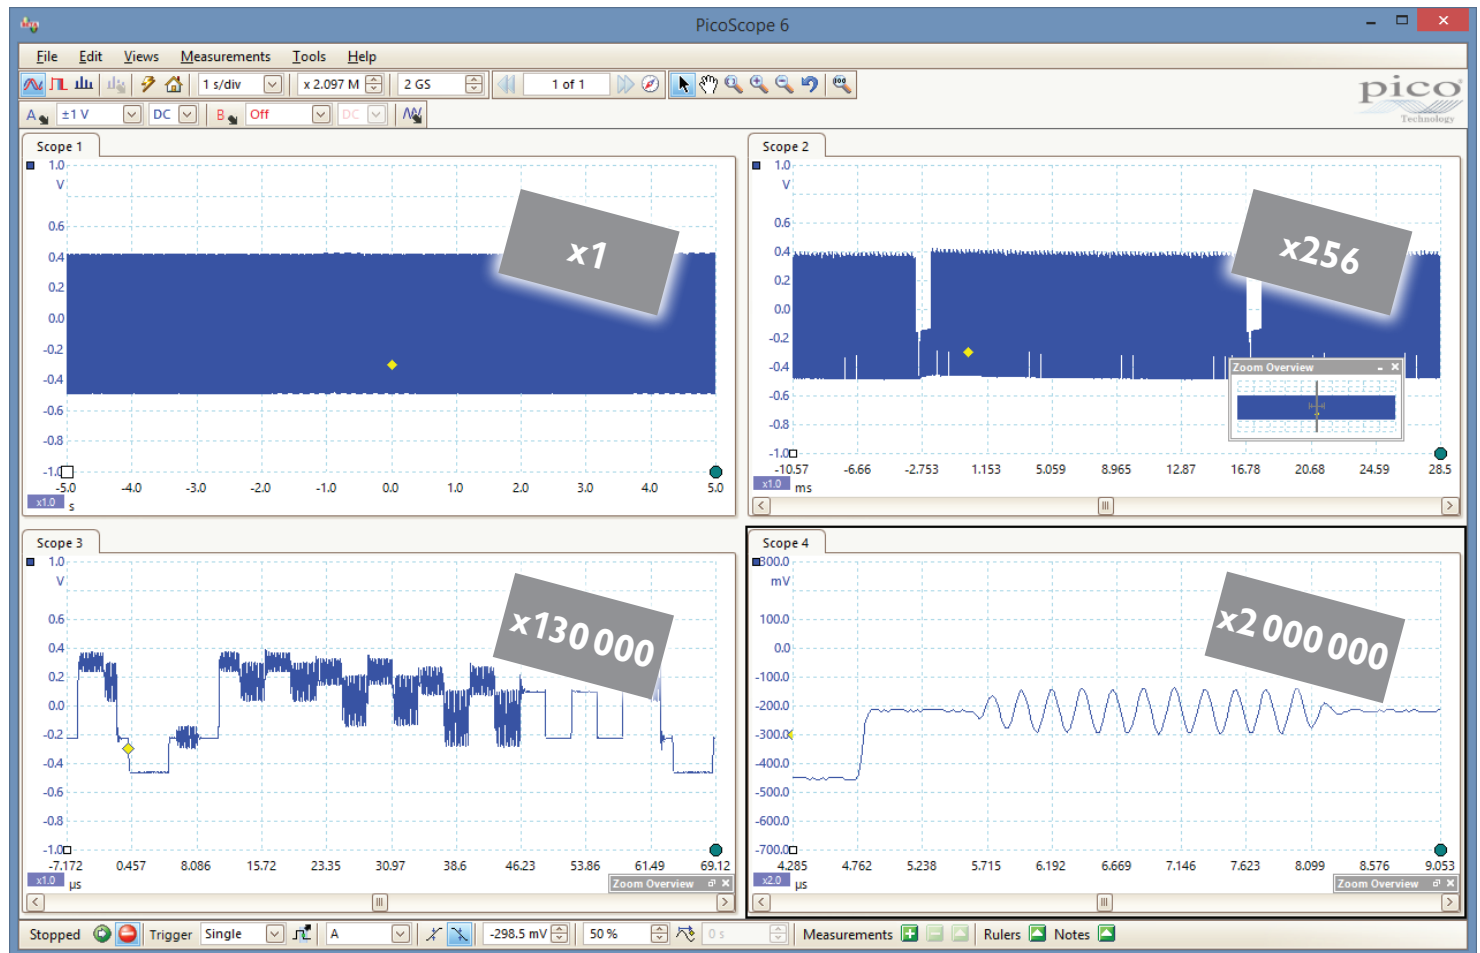 PicoScope 6
File Edit Views Measurements Tools Help
1 s/div x 2.097 M 2 GS 1 of 1
pico
Technology
A ±1 V DC B Off DC
Scope 1
1.0
V
0.6
0.4
0.2
0.0
-0.2
-0.4
-0.6
-0.8
-1.0
-5.0 -4.0 -3.0 -2.0 -1.0 0.0 1.0 2.0 3.0 4.0 5.0
x1.0 s
x1
Scope 2
1.0
V
0.6
0.4
0.2
0.0
-0.2
-0.4
-0.6
-0.8
-1.0
-10.57 -6.66 -2.753 1.153 5.059 8.965 12.87 16.78 20.68 24.59 28.5
x1.0 ms
x256
Zoom Overview
Scope 3
1.0
V
0.6
0.4
0.2
0.0
-0.2
-0.4
-0.6
-0.8
-1.0
-7.172 0.457 8.086 15.72 23.35 30.97 38.6 46.23 53.86 61.49 69.12
x1.0 µs
x130 000
Zoom Overview
Scope 4
300.0
mV
100.0
0.0
-100.0
-200.0
-300.0
-400.0
-500.0
-600.0
-700.0
4.285 4.762 5.238 5.715 6.192 6.669 7.146 7.623 8.099 8.576 9.053
x2.0 µs
x2 000 000
Zoom Overview
Stopped Trigger Single A -298.5 mV 50 % 0 s Measurements Rulers Notes